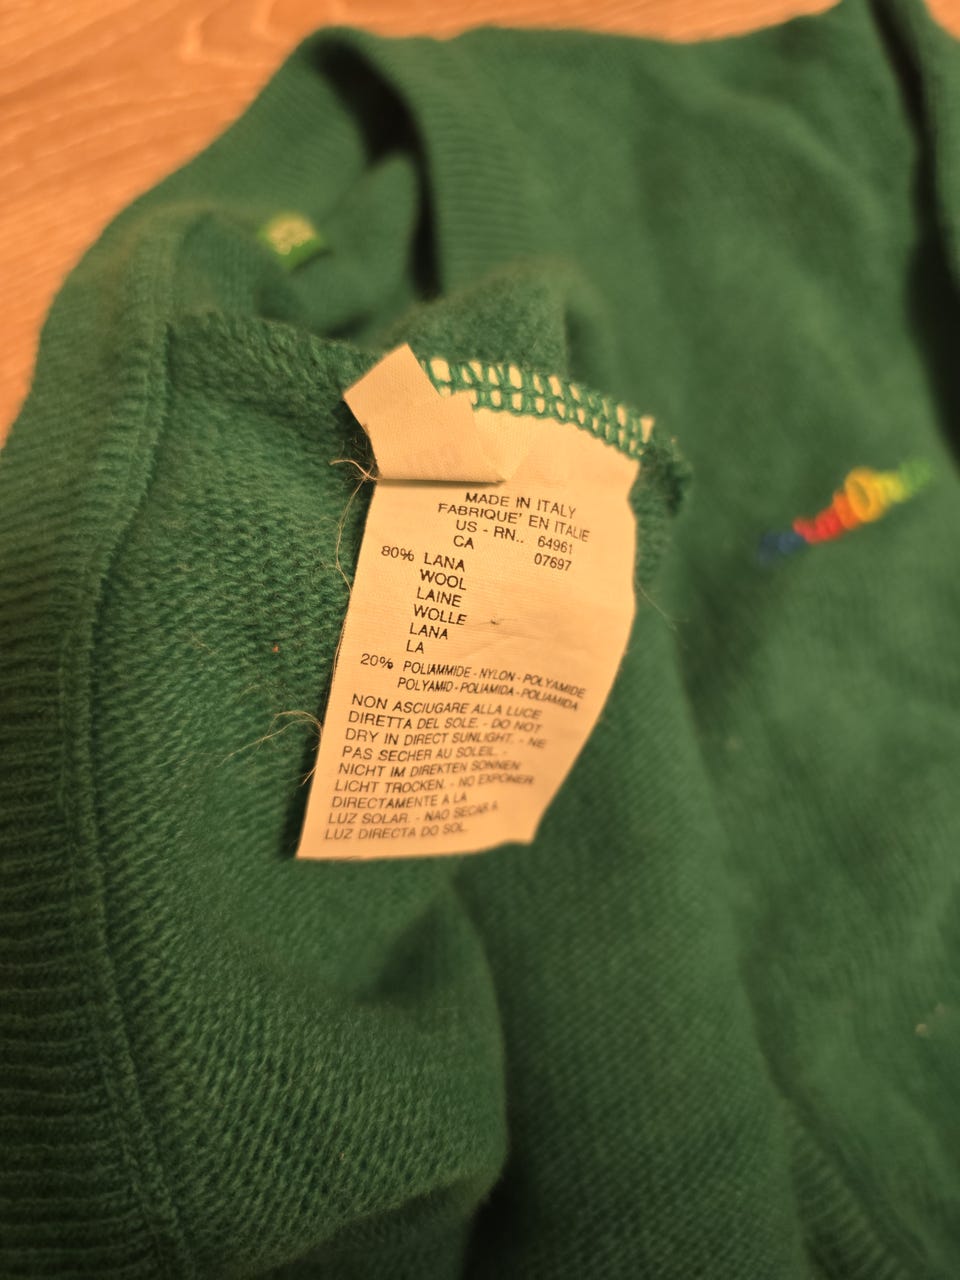 MADE IN ITALY
FABRIQUE' EN ITALIE
US - RN.. 64961
CA 07697
80% LANA
WOOL
LAINE
WOLLE
LANA
LA
20% POLIAMMIDE - NYLON - POLYAMIDE
POLYAMID - POLIAMIDA - POLIAMIDA
NON ASCIUGARE ALLA LUCE
DIRETTA DEL SOLE. - DO NOT
DRY IN DIRECT SUNLIGHT. - NE
PAS SECHER AU SOLEIL. -
NICHT IM DIREKTEN SONNEN
LICHT TROCKEN. - NO EXPONER
DIRECTAMENTE A LA
LUZ SOLAR. - NAO SECAR A
LUZ DIRECTA DO SOL.